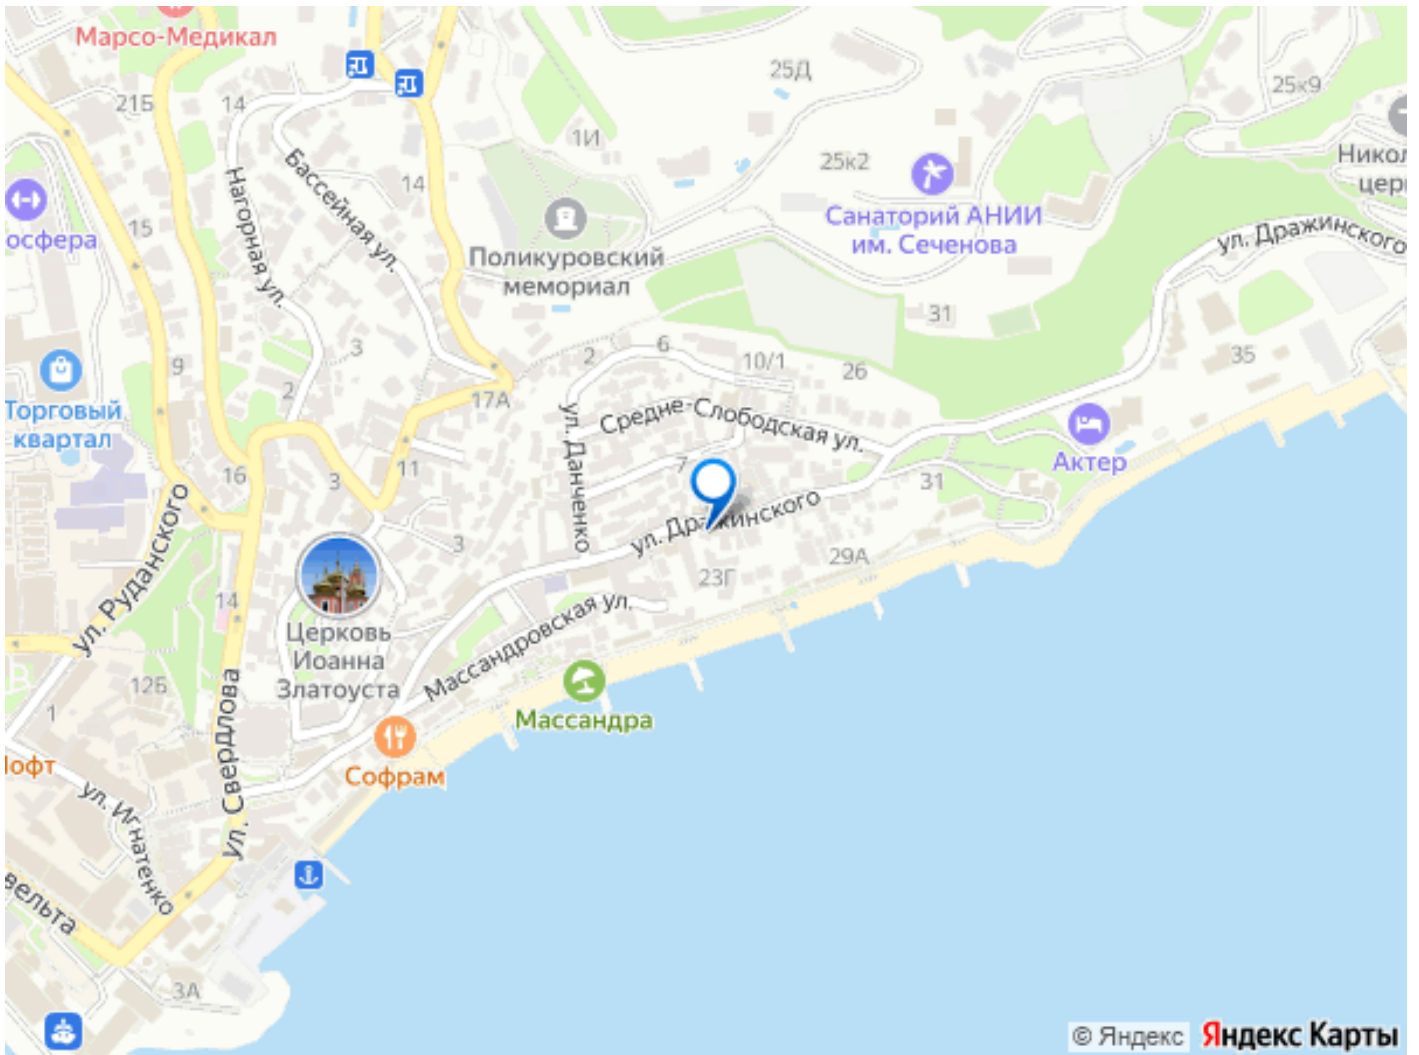 Марсо-Медикал
21Б
14
25Д
25к9
1И
Бассейная ул.
14
25к2
Никол
церк
Нагорная ул.
15
осфера
Санаторий АНИИ
им. Сеченова
ул. Дражинского
Поликуровский
мемориал
31
3
2
6
10/1
26
35
9
2
17А
Торговый
квартал
ул. Данченко
Средне-Слободская ул.
Актер
11
16
3
7
31
ул. Руданского
ул. Дражинского
3
29А
23Г
14
Церковь
Иоанна
Златоуста
Массандровская ул.
12Б
1
Массандра
ул. Свердлова
Софрам
Лофт
ул. Игнатенко
вельта
3А
© Яндекс Яндекс Карты